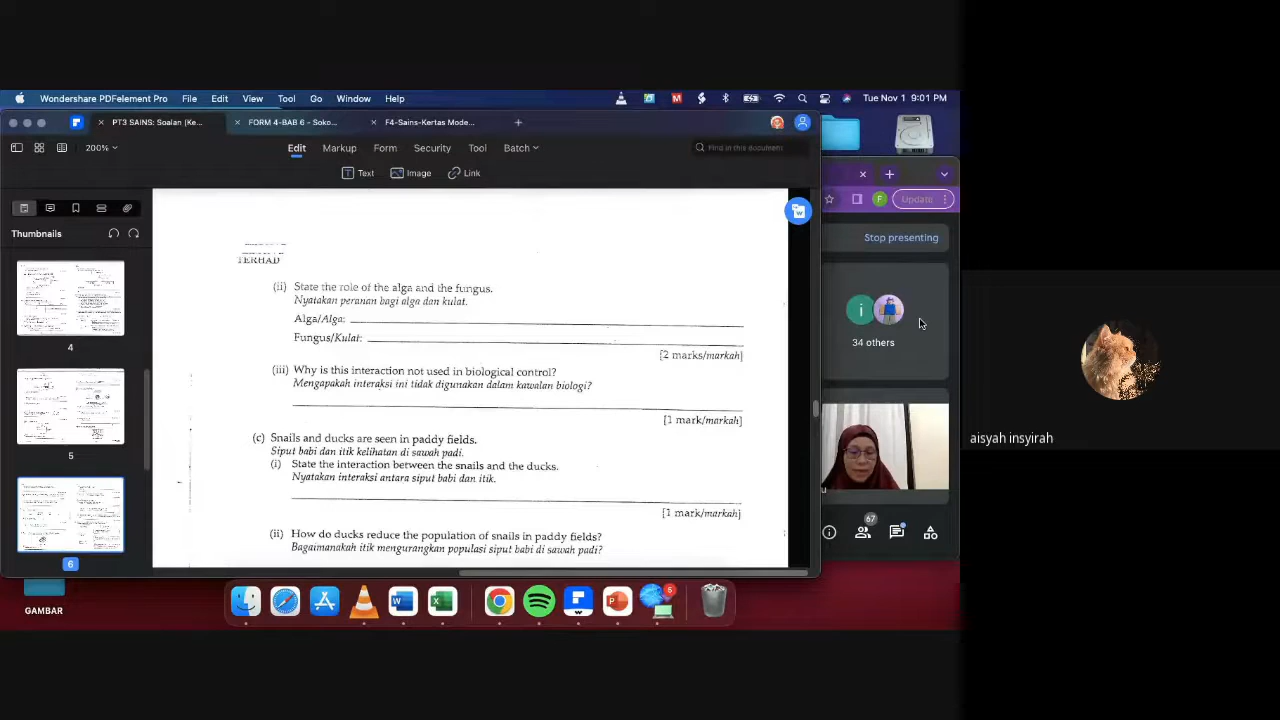 Wondershare PDFelement Pro File Edit View Tool Go Window Help
Tue Nov 1 9:01 PM
PT3 SAINS: Soalan (Ke...
FORM 4-BAB 6 - Soko...
F4-Sains-Kertas Mode...
200%
Edit Markup Form Security Tool Batch
Find in this document
Text Image Link
Thumbnails
4
5
6
TERHAD
(ii) State the role of the alga and the fungus.
Nyatakan peranan bagi alga dan kulat.
Alga/Alga:
Fungus/Kulat:
[2 marks/markah]
(iii) Why is this interaction not used in biological control?
Mengapakah interaksi ini tidak digunakan dalam kawalan biologi?
[1 mark/markah]
(c) Snails and ducks are seen in paddy fields.
Siput babi dan itik kelihatan di sawah padi.
(i) State the interaction between the snails and the ducks.
Nyatakan interaksi antara siput babi dan itik.
[1 mark/markah]
(ii) How do ducks reduce the population of snails in paddy fields?
Bagaimanakah itik mengurangkan populasi siput babi di sawah padi?
F
Update
Stop presenting
i
34 others
u
67
GAMBAR
W
X
P
5
aisyah insyirah